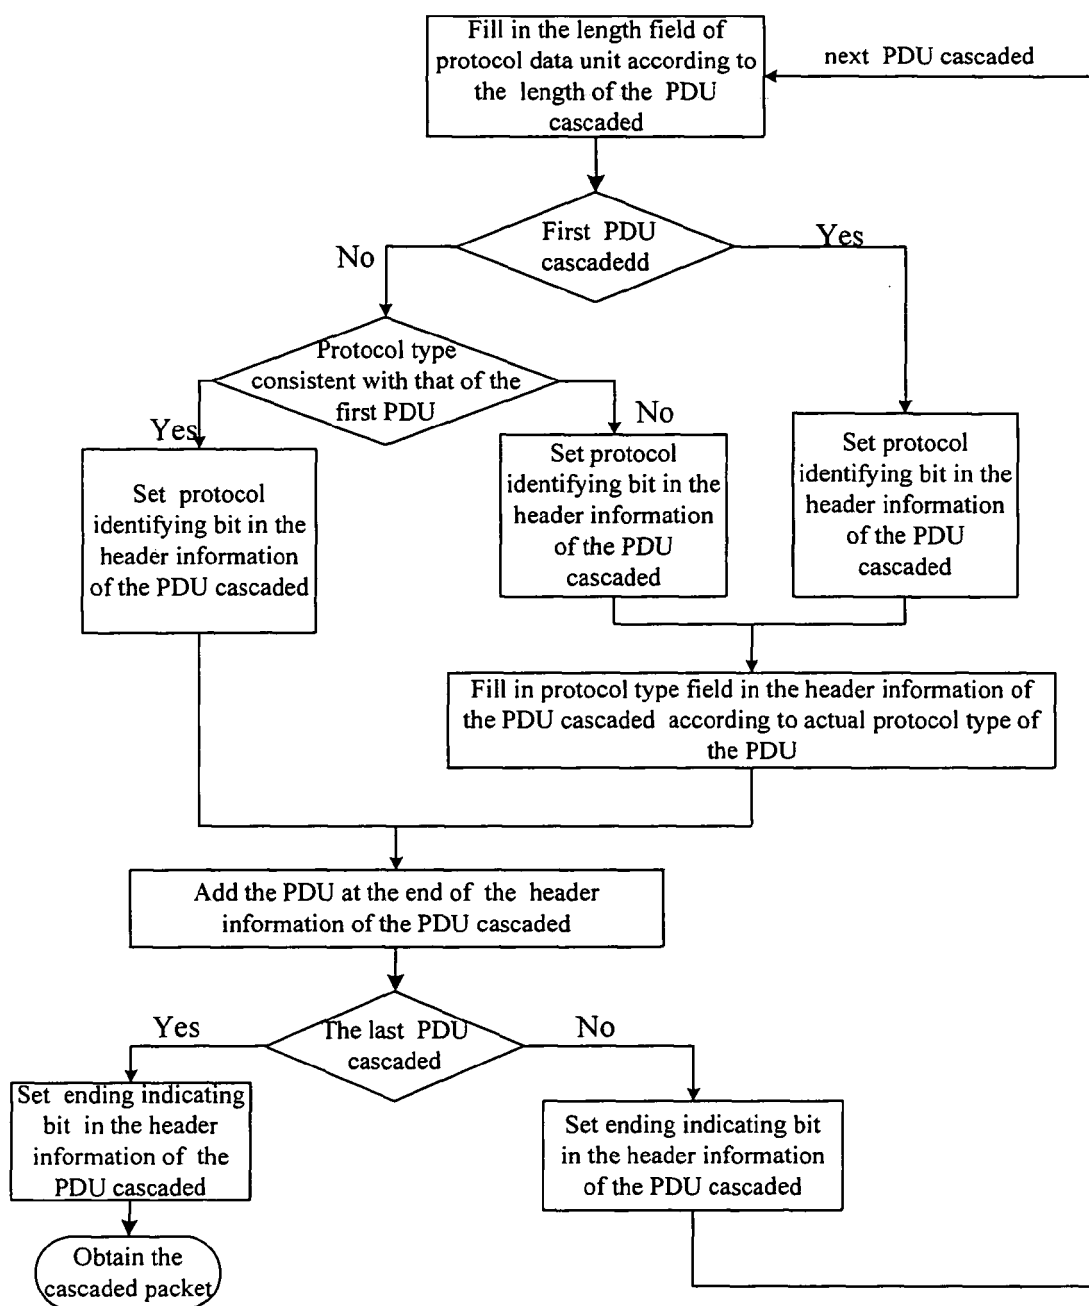 Fill in the length field of
protocol data unit according to
the length of the PDU
cascaded
next PDU cascaded
First PDU
cascadedd
No
Yes
Protocol type
consistent with that of the
first PDU
Yes
No
Set protocol
identifying bit in the
header information
of the PDU cascaded
Set protocol
identifying bit in the
header information
of the PDU
cascaded
Set protocol
identifying bit in the
header information
of the PDU
cascaded
Fill in protocol type field in the header information of
the PDU cascaded according to actual protocol type of
the PDU
Add the PDU at the end of the header
information of the PDU cascaded
Yes
The last PDU
cascaded
No
Set ending indicating
bit in the header
information of the
PDU cascaded
Set ending indicating bit
in the header information
of the PDU cascaded
Obtain the
cascaded packet